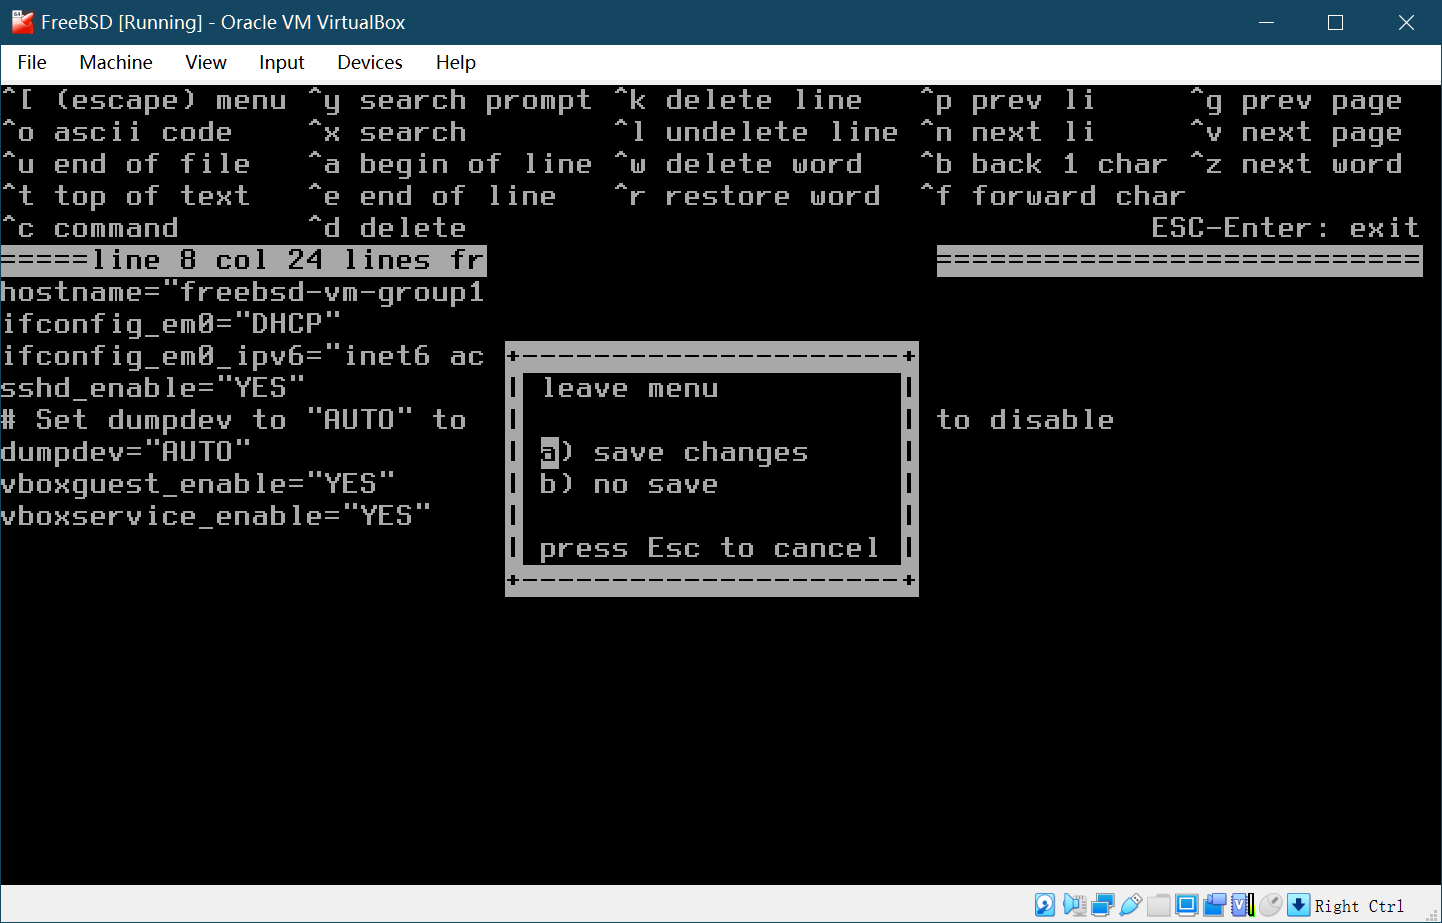 FreeBSD [Running] - Oracle VM VirtualBox
File Machine View Input Devices Help
^[ (escape) menu ^y search prompt ^k delete line ^p prev li ^g prev page
^o ascii code ^x search ^l undelete line ^n next li ^v next page
^u end of file ^a begin of line ^w delete word ^b back 1 char ^z next word
^t top of text ^e end of line ^r restore word ^f forward char
^c command ^d delete ESC-Enter: exit
=====line 8 col 24 lines fr ===========================
hostname="freebsd-vm-group1
ifconfig_em0="DHCP"
ifconfig_em0_ipv6="inet6 ac +---------------------+
sshd_enable="YES" | leave menu |
# Set dumpdev to "AUTO" to | | to disable
dumpdev="AUTO" | a) save changes |
vboxguest_enable="YES" | b) no save |
vboxservice_enable="YES" | |
| press Esc to cancel |
+---------------------+
Right Ctrl